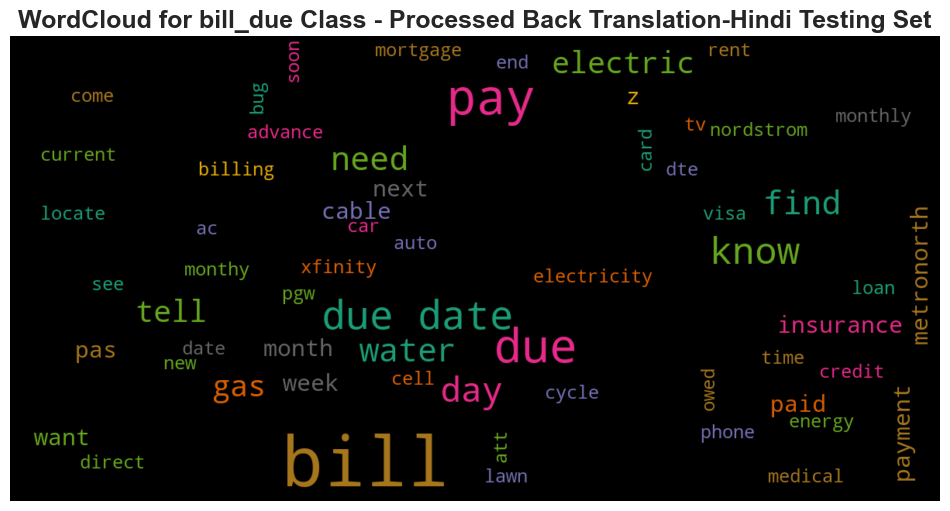 WordCloud for bill_due Class - Processed Back Translation-Hindi Testing Set
soon
mortgage
rent
end
electric
pay
come
bug
z
monthly
advance
tv
nordstrom
card
current
need
billing
dte
next
find
locate
cable
visa
car
ac
auto
know
metronorth
monthy
xfinity
electricity
see
pgw
loan
tell
due date
insurance
due
pas
date
month
water
time
new
credit
gas
week
cell
day
cycle
owed
paid
payment
energy
want
phone
att
bill
direct
lawn
medical